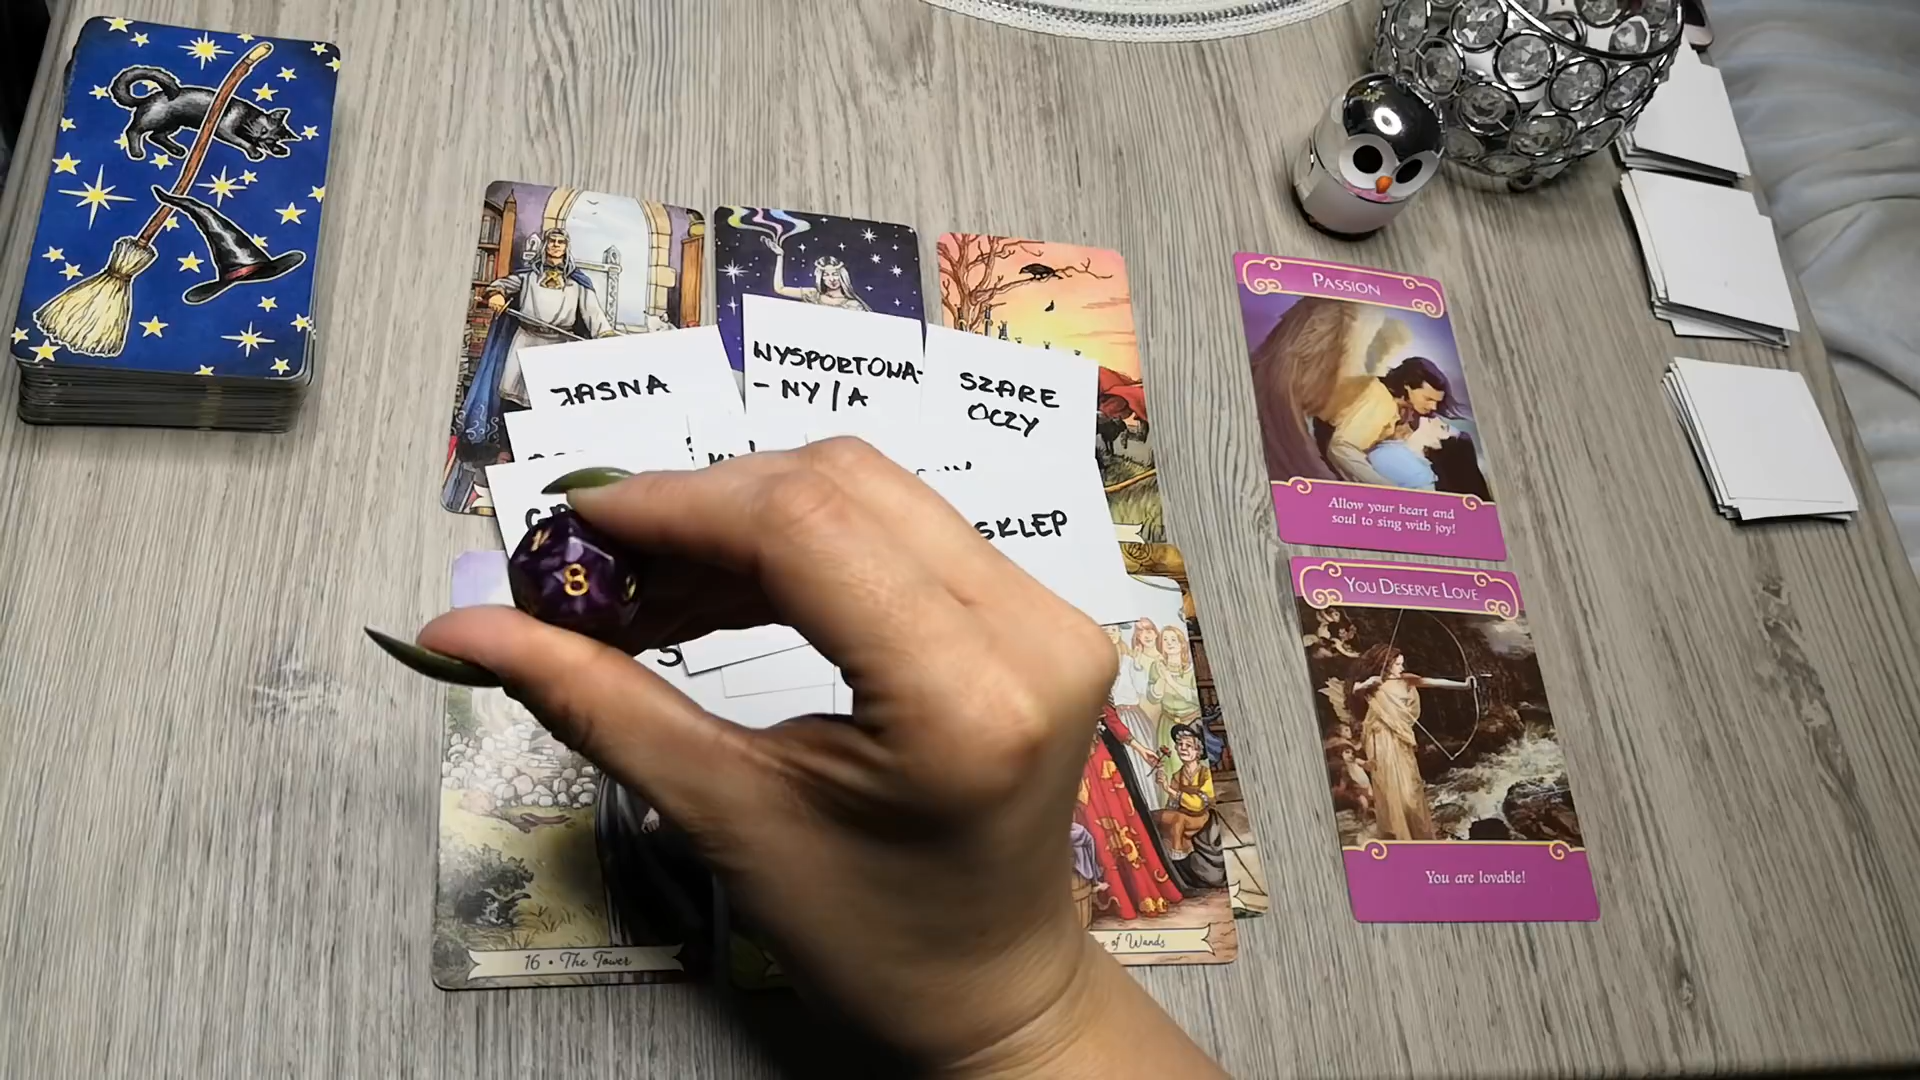 PASSION
Allow your heart and
soul to sing with joy!
JASNA
WYSPORTOWA-
- NY / A
SZARE
OCZY
SKLEP
8
YOU DESERVE LOVE
You are lovable!
16 • The Tower
of Wands